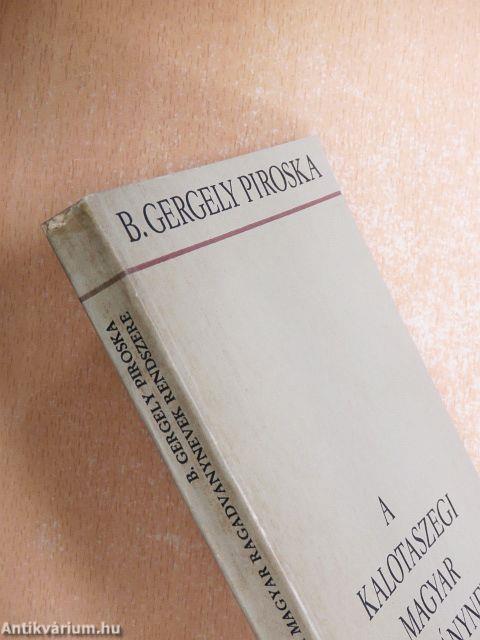 B. GERGELY PIROSKA
A
KALOTASZEGI
MAGYAR
B. GERGELY PIROSKA
MAGYAR RAGADVÁNYNEVEK RENDSZERE
Antikvárium.hu